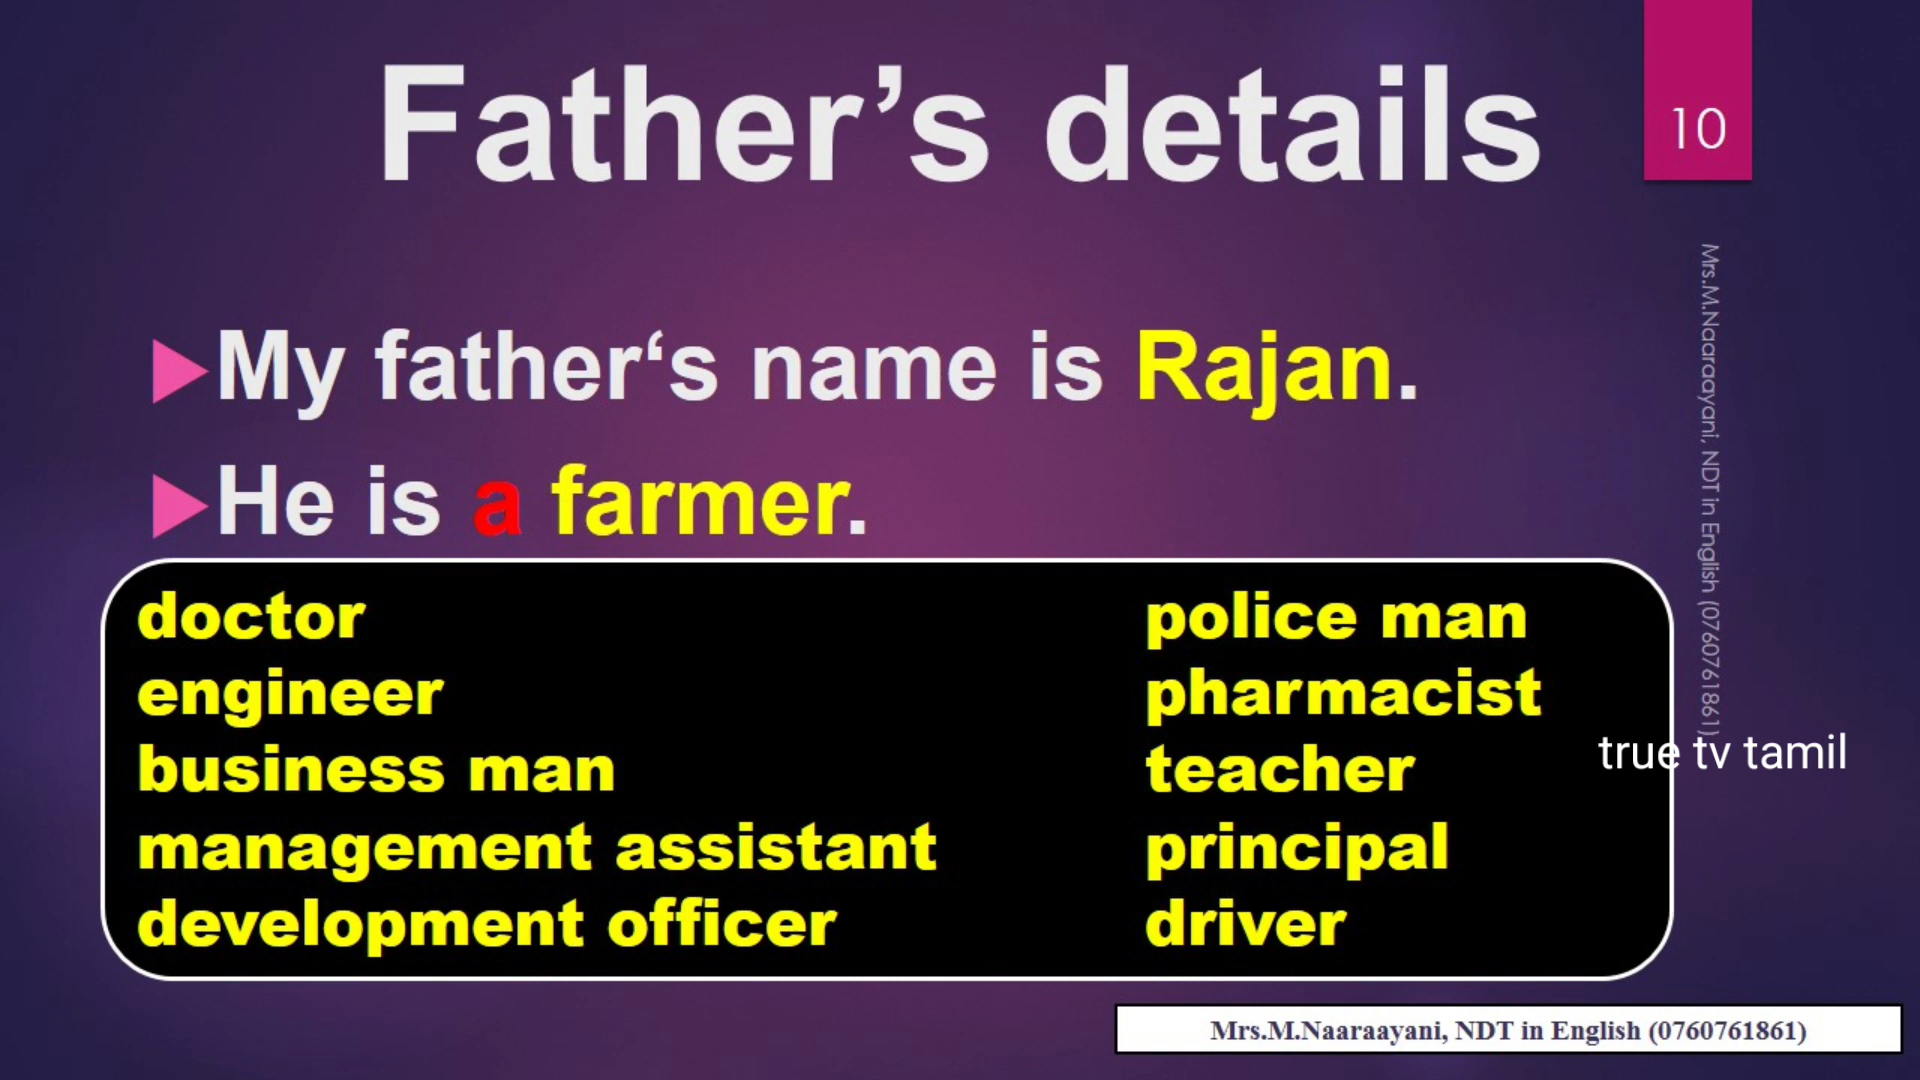 Father’s details
10
My father‘s name is Rajan.
He is a farmer.
doctor
engineer
business man
management assistant
development officer
police man
pharmacist
teacher
principal
driver
Mrs.M.Naaraayani, NDT in English (0760761861)
true tv tamil
Mrs.M.Naaraayani, NDT in English (0760761861)